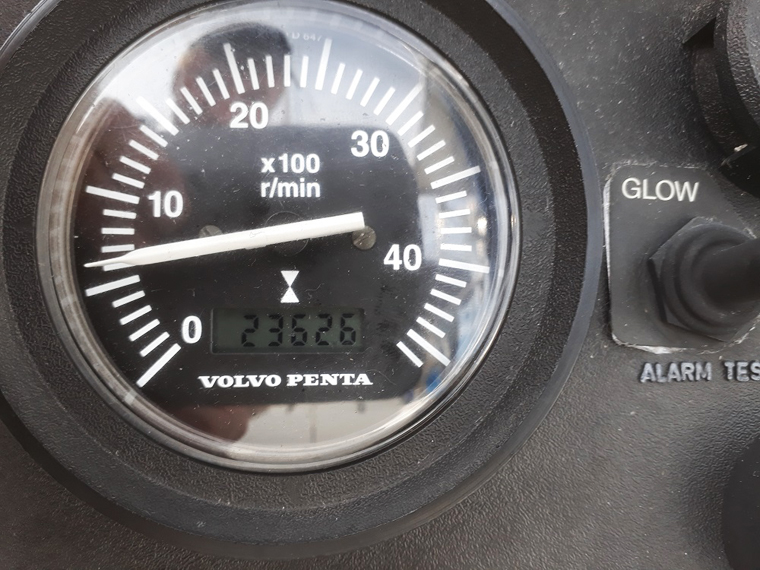 20
30
x100
r/min
10
40
0
23626
VOLVO PENTA
GLOW
ALARM TES